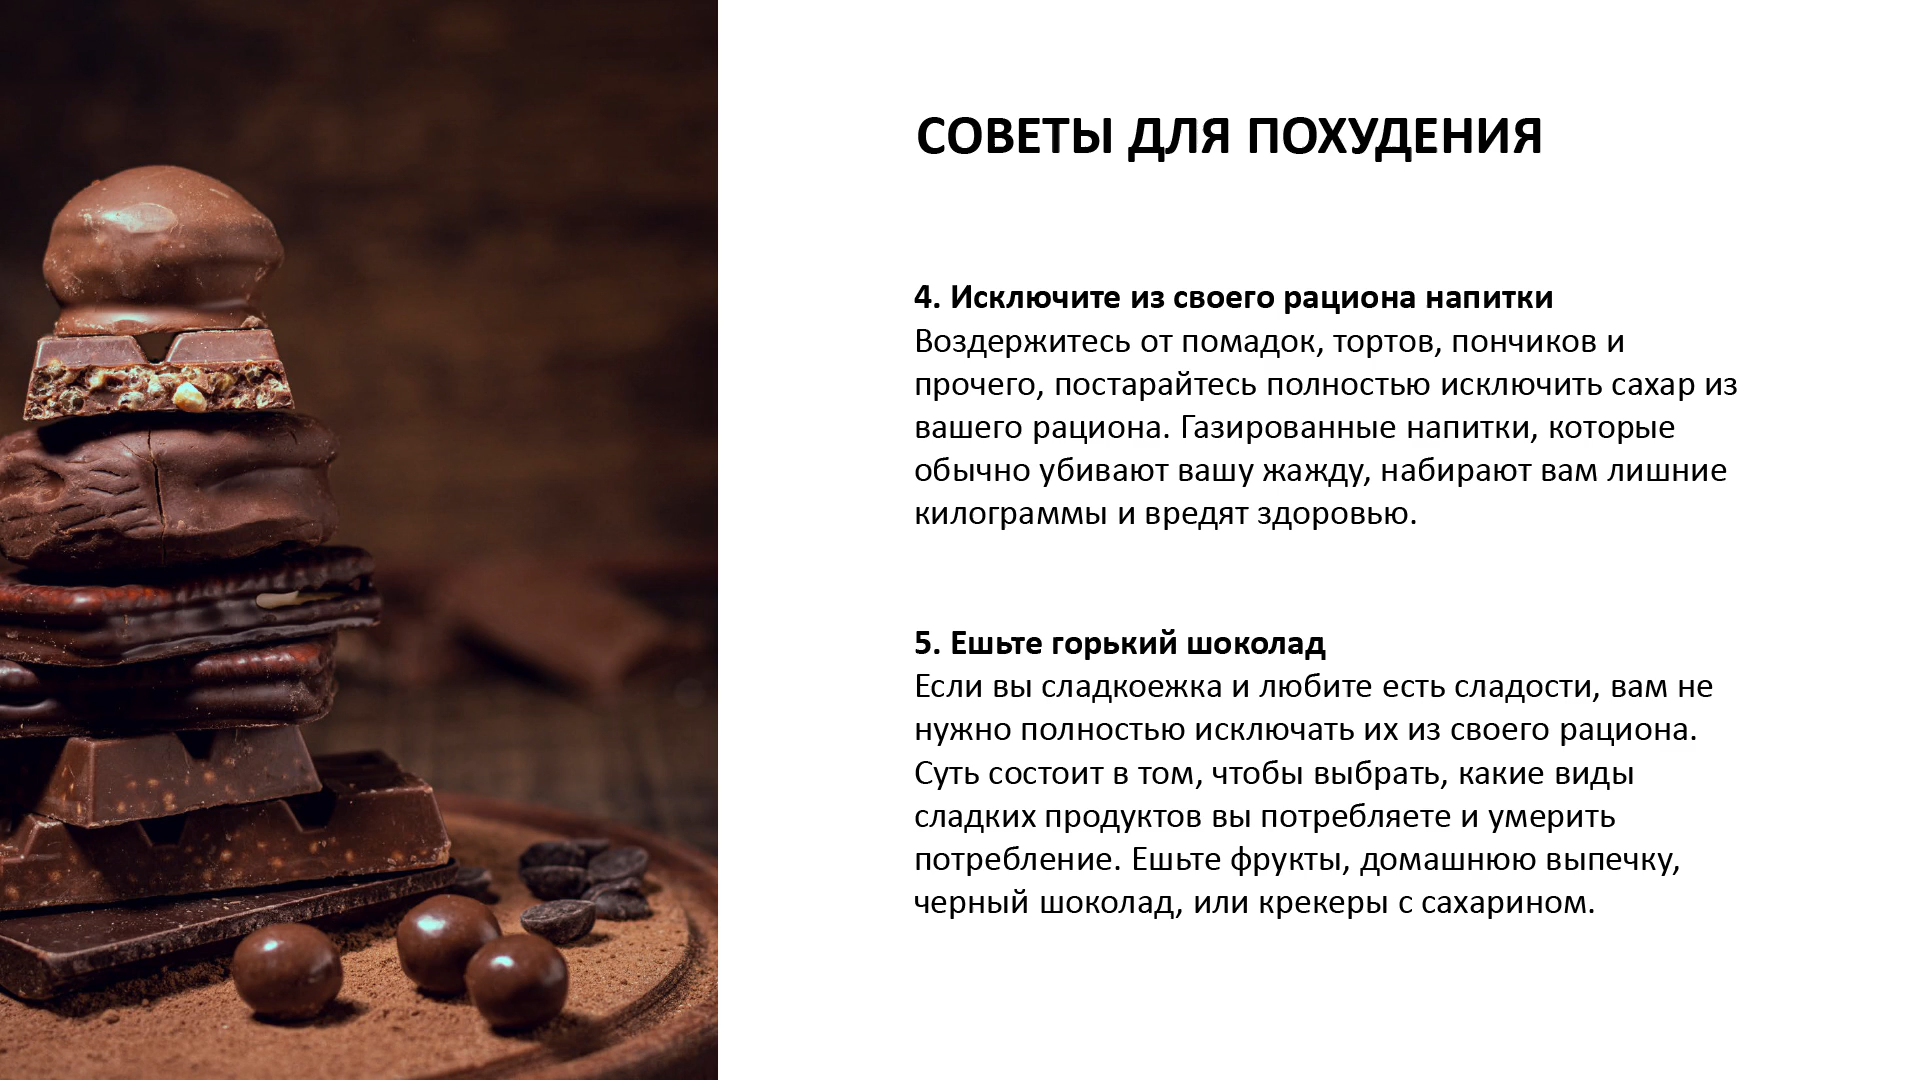 СОВЕТЫ ДЛЯ ПОХУДЕНИЯ
4. Исключите из своего рациона напитки
Воздержитесь от помадок, тортов, пончиков и
прочего, постарайтесь полностью исключить сахар из
вашего рациона. Газированные напитки, которые
обычно убивают вашу жажду, набирают вам лишние
килограммы и вредят здоровью.
5. Ешьте горький шоколад
Если вы сладкоежка и любите есть сладости, вам не
нужно полностью исключать их из своего рациона.
Суть состоит в том, чтобы выбрать, какие виды
сладких продуктов вы потребляете и умерить
потребление. Ешьте фрукты, домашнюю выпечку,
черный шоколад, или крекеры с сахарином.